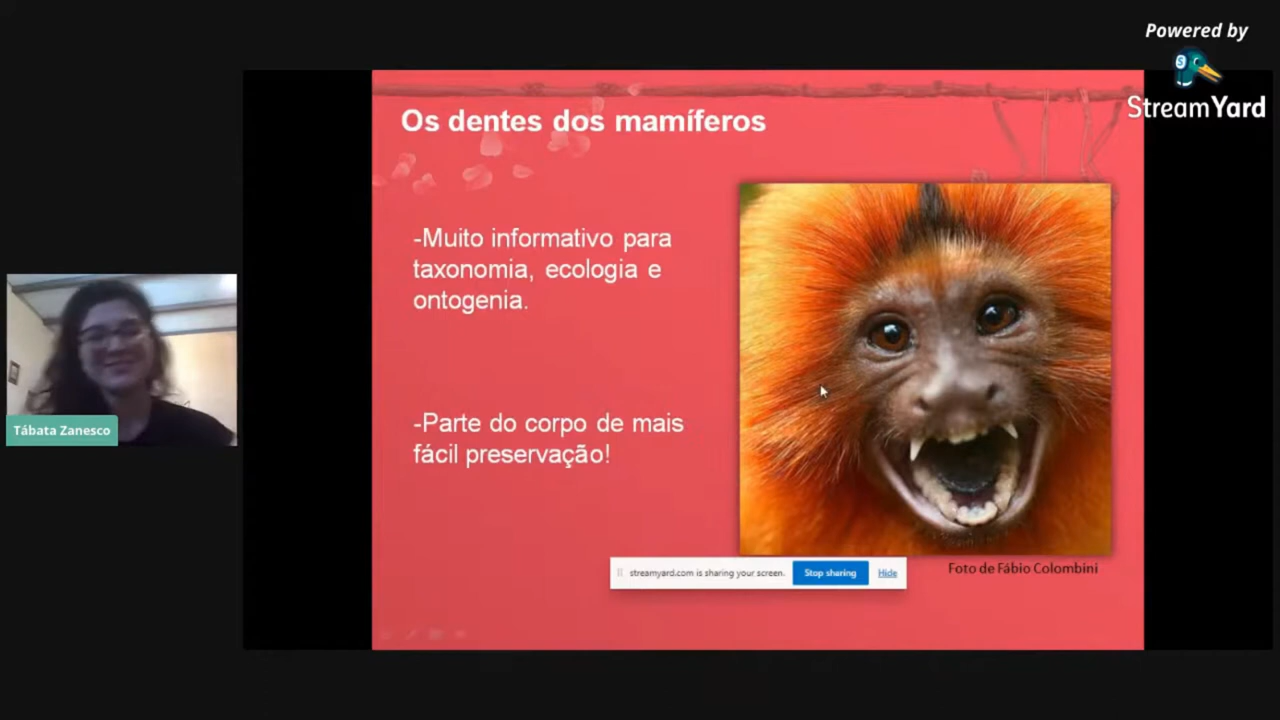 Powered by
StreamYard
Os dentes dos mamíferos
-Muito informativo para
taxonomia, ecologia e
ontogenia.
-Parte do corpo de mais
fácil preservação!
Tábata Zanesco
streamyard.com is sharing your screen.
Stop sharing
Hide
Foto de Fábio Colombini